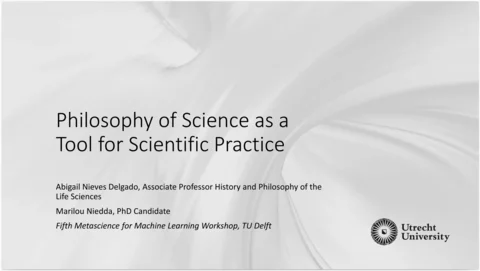 Philosophy of Science as a
Tool for Scientific Practice
Abigail Nieves Delgado, Associate Professor History and Philosophy of the
Life Sciences
Marilou Niedda, PhD Candidate
Fifth Metascience for Machine Learning Workshop, TU Delft
Utrecht
University